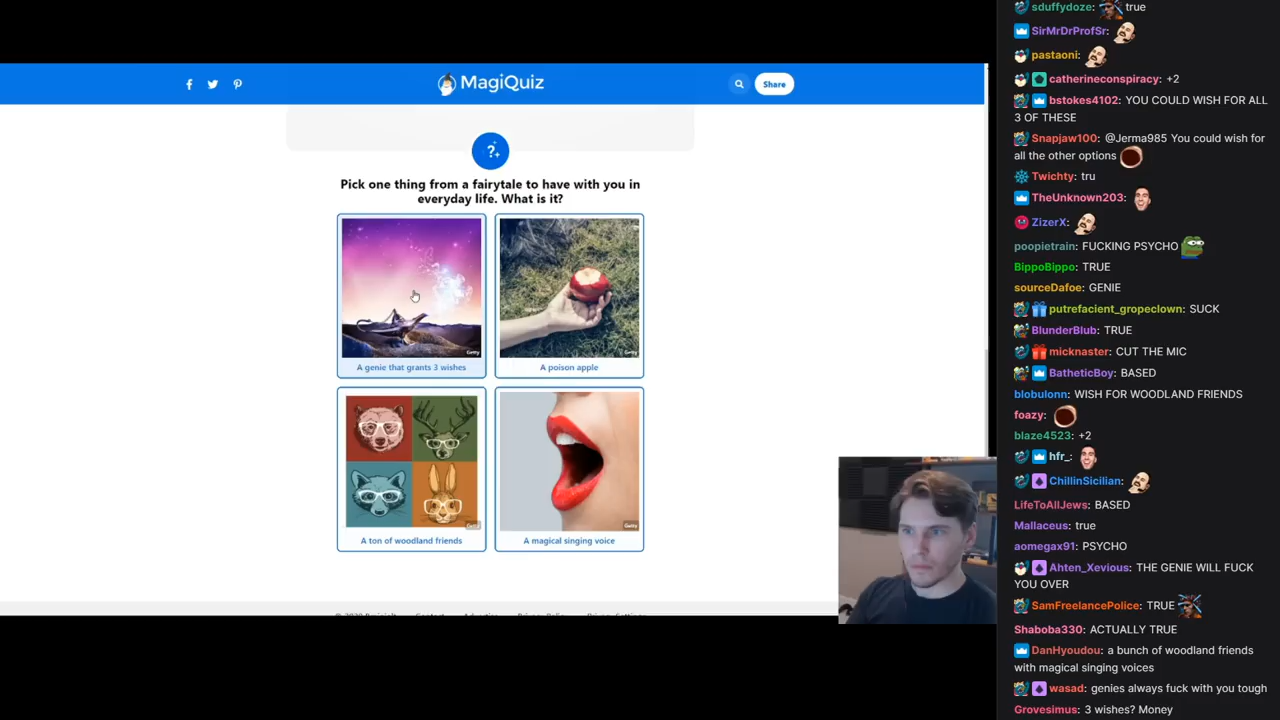 MagiQuiz
Share
Pick one thing from a fairytale to have with you in
everyday life. What is it?
Getty
A genie that grants 3 wishes
Getty
A poison apple
Getty
A ton of woodland friends
Getty
A magical singing voice
sduffydoze: true
SirMrDrProfSr:
pastaoni:
catherineconspiracy: +2
bstokes4102: YOU COULD WISH FOR ALL
3 OF THESE
Snapjaw100: @Jerma985 You could wish for
all the other options
Twichty: tru
TheUnknown203:
ZizerX:
poopietrain: FUCKING PSYCHO
BippoBippo: TRUE
sourceDafoe: GENIE
putrefacient_gropeclown: SUCK
BlunderBlub: TRUE
micknaster: CUT THE MIC
BatheticBoy: BASED
blobulonn: WISH FOR WOODLAND FRIENDS
foazy:
blaze4523: +2
hfr_:
ChillinSicilian:
LifeToAllJews: BASED
Mallaceus: true
aomegax91: PSYCHO
Ahten_Xevious: THE GENIE WILL FUCK
YOU OVER
SamFreelancePolice: TRUE
Shaboba330: ACTUALLY TRUE
DanHyoudou: a bunch of woodland friends
with magical singing voices
wasad: genies always fuck with you tough
Grovesimus: 3 wishes? Money